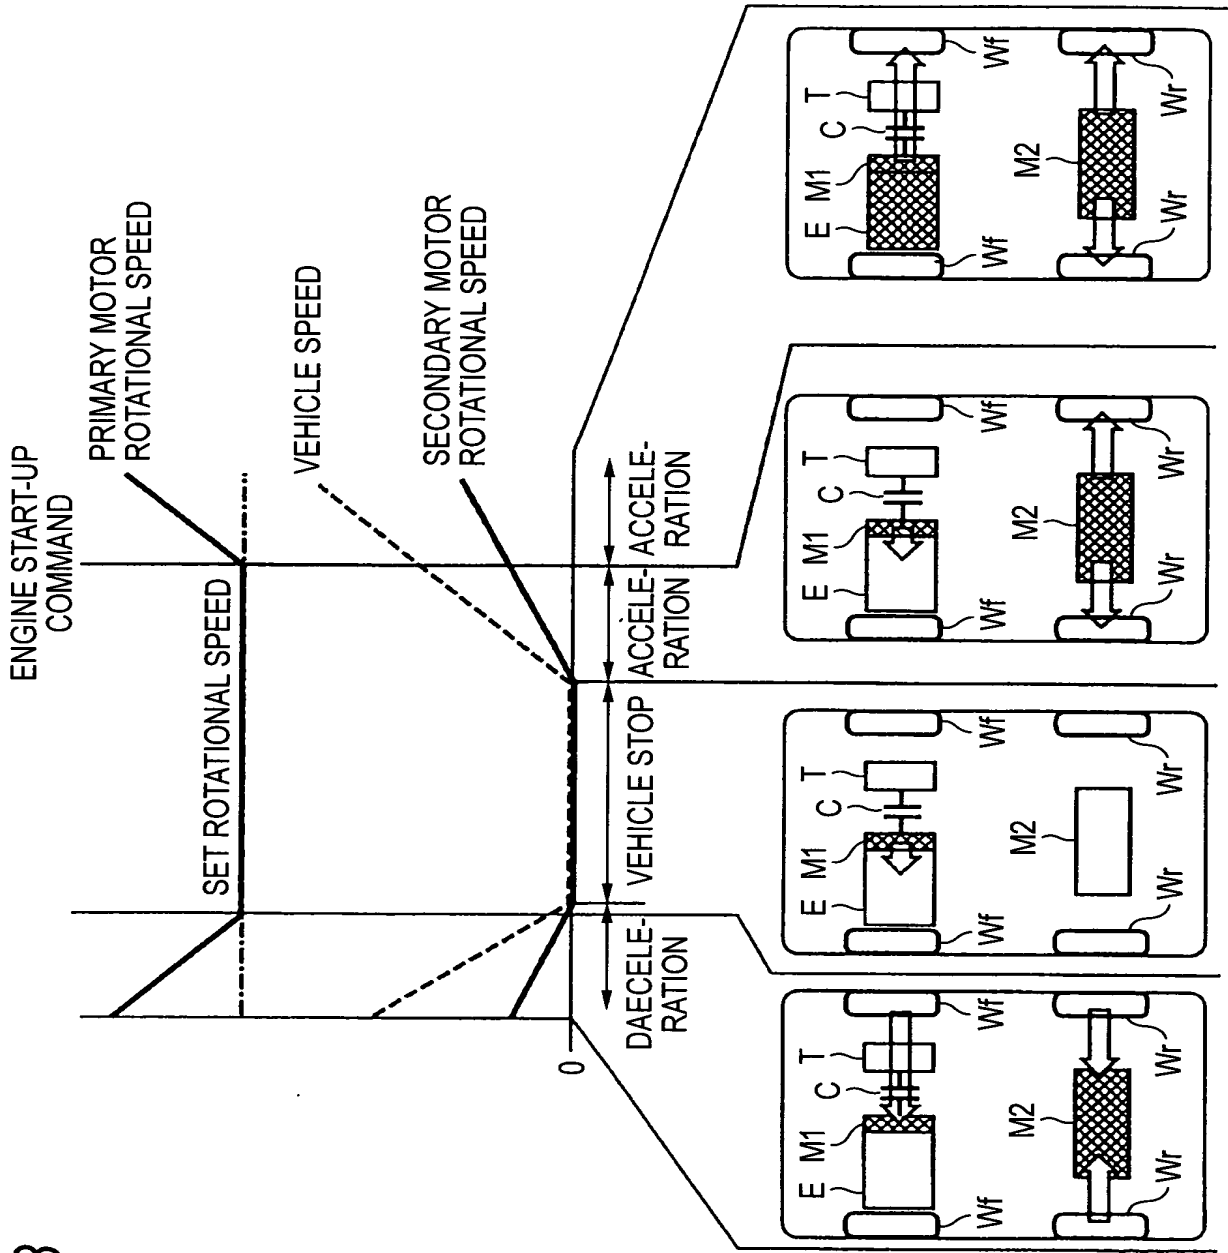 8
ENGINE START-UP
COMMAND
PRIMARY MOTOR
ROTATIONAL SPEED
SET ROTATIONAL SPEED
VEHICLE SPEED
SECONDARY MOTOR
ROTATIONAL SPEED
0
DAECELE-
RATION
VEHICLE STOP
ACCELE-
RATION
ACCELE-
RATION
E
M1
C
T
Wf
Wf
M2
Wr
Wr
E
M1
C
T
Wf
Wf
M2
Wr
Wr
E
M1
C
T
Wf
Wf
M2
Wr
Wr
E
M1
C
T
Wf
Wf
M2
Wr
Wr